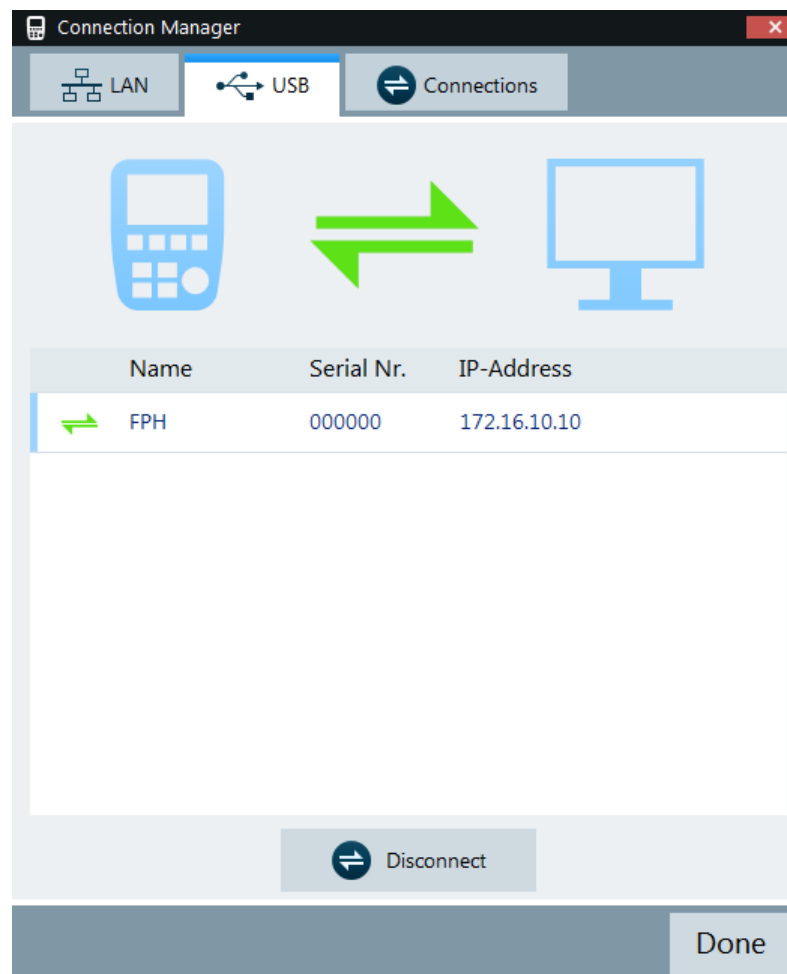 Connection Manager
LAN USB Connections
Name Serial Nr. IP-Address
FPH 000000 172.16.10.10
Disconnect
Done